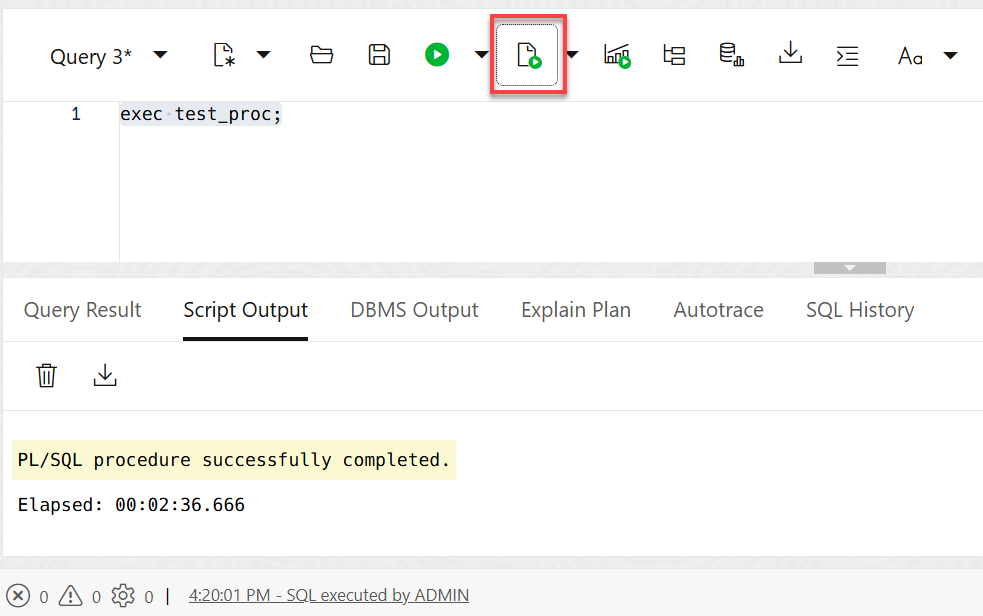 Query 3*
Aa
1 exec test_proc;
Query Result Script Output DBMS Output Explain Plan Autotrace SQL History
PL/SQL procedure successfully completed.
Elapsed: 00:02:36.666
0 0 0 | 4:20:01 PM - SQL executed by ADMIN